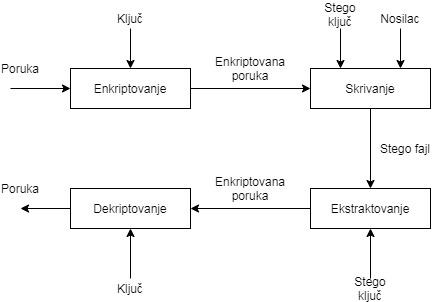 Ključ
Stego
ključ
Nosilac
Poruka
Enkriptovanje
Enkriptovana
poruka
Skrivanje
Stego fajl
Poruka
Dekriptovanje
Enkriptovana
poruka
Ekstraktovanje
Ključ
Stego
ključ